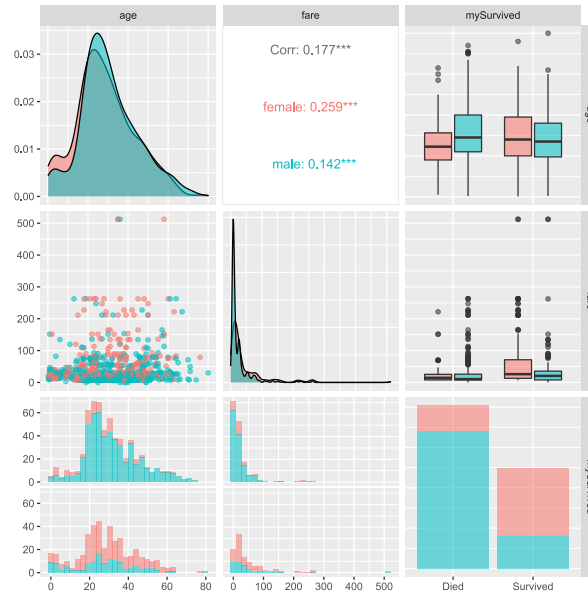 age fare mySurvived
0.03
0.02
0.01
0.00
Corr: 0.177***
female: 0.259***
male: 0.142***
500
400
300
200
100
0
60
40
20
0
60
40
20
0
0 20 40 60 80
0 100 200 300 400 500
Died Survived